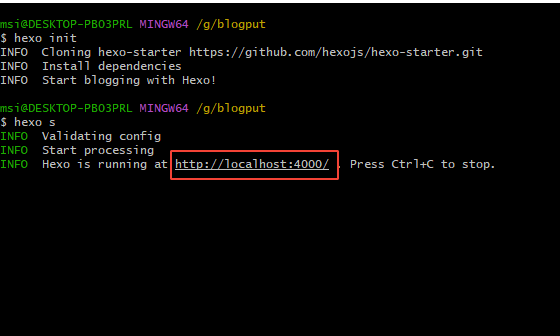 msi@DESKTOP-PBO3PRL MINGW64 /g/blogput
$ hexo init
INFO  Cloning hexo-starter https://github.com/hexojs/hexo-starter.git
INFO  Install dependencies
INFO  Start blogging with Hexo!
msi@DESKTOP-PBO3PRL MINGW64 /g/blogput
$ hexo s
INFO  Validating config
INFO  Start processing
INFO  Hexo is running at http://localhost:4000/ . Press Ctrl+C to stop.